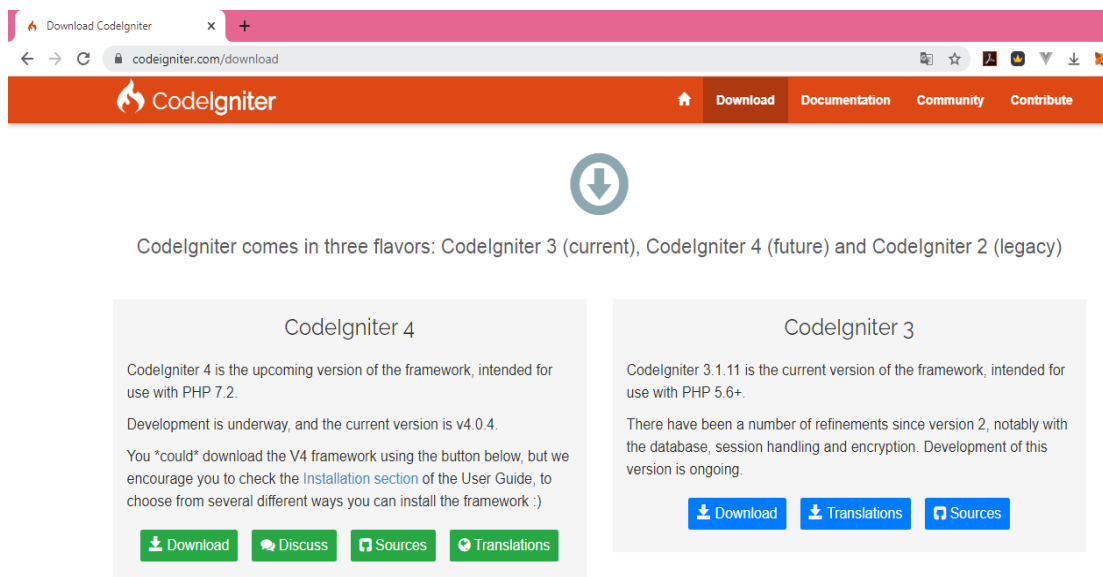 Download CodeIgniter
codeigniter.com/download
CodeIgniter
Download Documentation Community Contribute
CodeIgniter comes in three flavors: CodeIgniter 3 (current), CodeIgniter 4 (future) and CodeIgniter 2 (legacy)
CodeIgniter 4
CodeIgniter 4 is the upcoming version of the framework, intended for
use with PHP 7.2.
Development is underway, and the current version is v4.0.4.
You *could* download the V4 framework using the button below, but we
encourage you to check the Installation section of the User Guide, to
choose from several different ways you can install the framework :)
Download Discuss Sources Translations
CodeIgniter 3
CodeIgniter 3.1.11 is the current version of the framework, intended for
use with PHP 5.6+.
There have been a number of refinements since version 2, notably with
the database, session handling and encryption. Development of this
version is ongoing.
Download Translations Sources